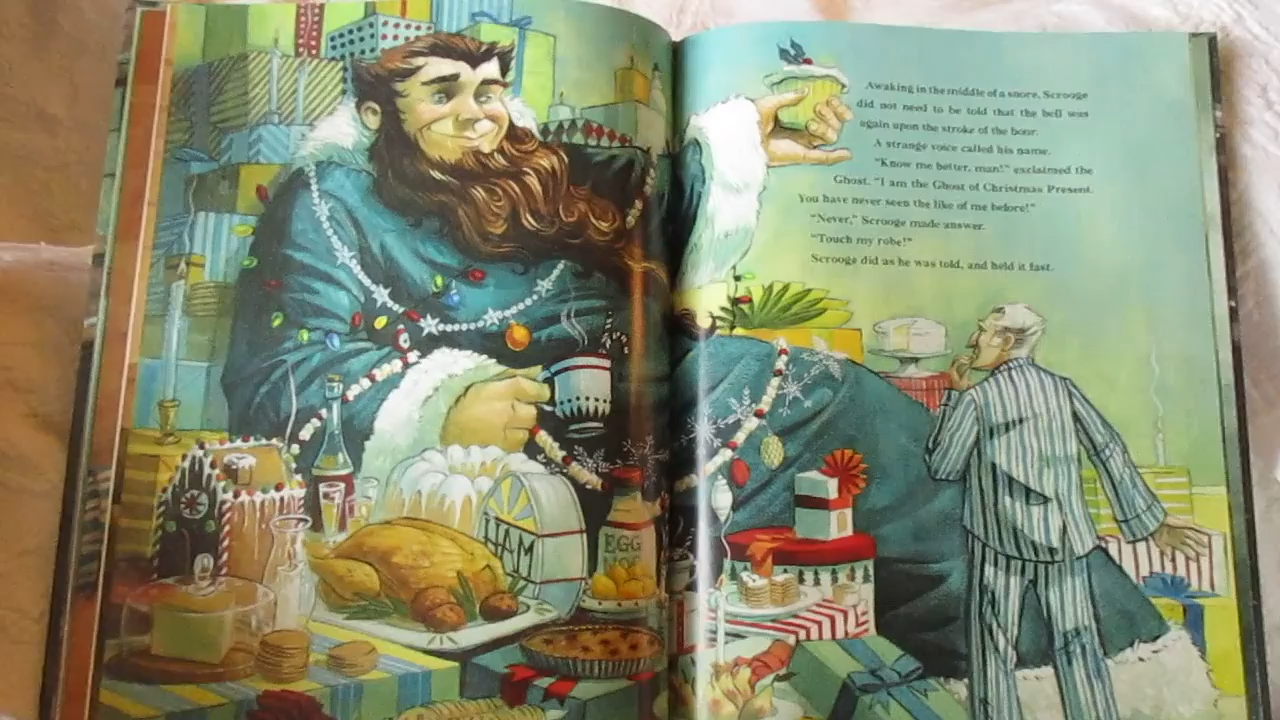 HAM
EGG
NOG
Awaking in the middle of a snore, Scrooge
did not need to be told that the bell was
again upon the stroke of the hour.
A strange voice called his name.
"Know me better, man!" exclaimed the
Ghost. "I am the Ghost of Christmas Present.
You have never seen the like of me before!"
"Never," Scrooge made answer.
"Touch my robe!"
Scrooge did as he was told, and held it fast.